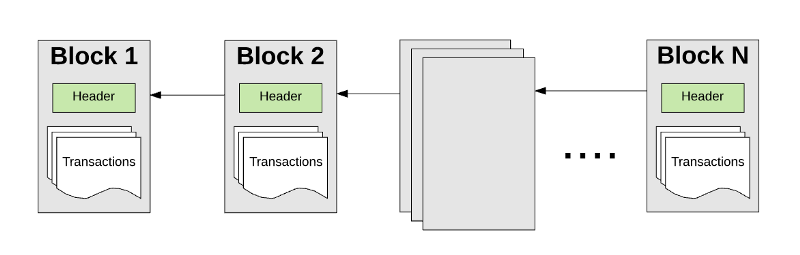 Block 1
Header
Transactions
Block 2
Header
Transactions
....
Block N
Header
Transactions